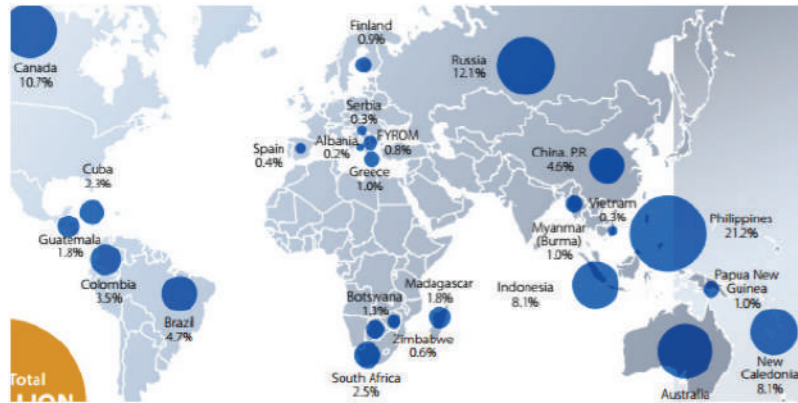 Finland
0.9%
Canada
10.7%
Russia
12.1%
Serbia
0.3%
Albania
0.2%
FYROM
0.8%
Spain
0.4%
Greece
1.0%
China. P.R
4.6%
Cuba
2.3%
Vietnam
0.3%
Myanmar
(Burma)
1.0%
Philippines
21.2%
Guatemala
1.8%
Colombia
3.5%
Brazil
4.7%
Botswana
Madagascar
1.8%
Indonesia
8.1%
Papua New
Guinea
1.0%
Zimbabwe
0.6%
South Africa
2.5%
Australia
New
Caledonia
8.1%
Total
LION